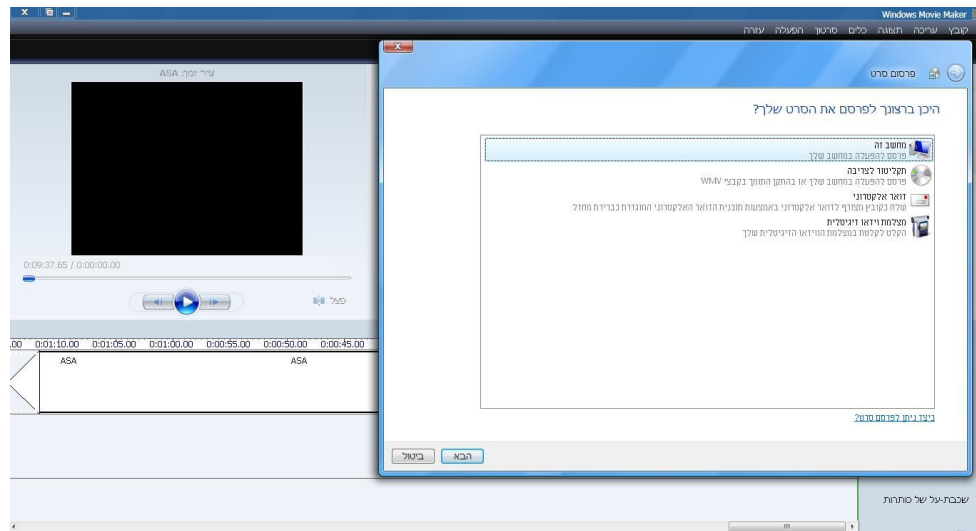 Windows Movie Maker
קובץ עריכה תצוגה כלים סרטון הפעלה עזרה
ציר זמן: ASA
פרסום סרט
היכן ברצונך לפרסם את הסרט שלך?
מחשב זה
פרסם להפעלה במחשב שלך
תקליטור לצריבה
פרסם להפעלה במחשב שלך או בהתקן התומך בקבצי WMV
דואר אלקטרוני
שלח כקובץ מצורף לדואר אלקטרוני באמצעות תוכנית הדואר האלקטרוני המוגדרת כברירת מחדל
מצלמת וידאו דיגיטלית
הקלט לקלטת במצלמת הווידאו הדיגיטלית שלך
כיצד ניתן לפרסם סרט?
הבא ביטול
0:09:37.65 / 0:00:00.00
פצל
.00 0:01:10.00 0:01:05.00 0:01:00.00 0:00:55.00 0:00:50.00 0:00:45.00
ASA ASA
שכבת-על של כותרות